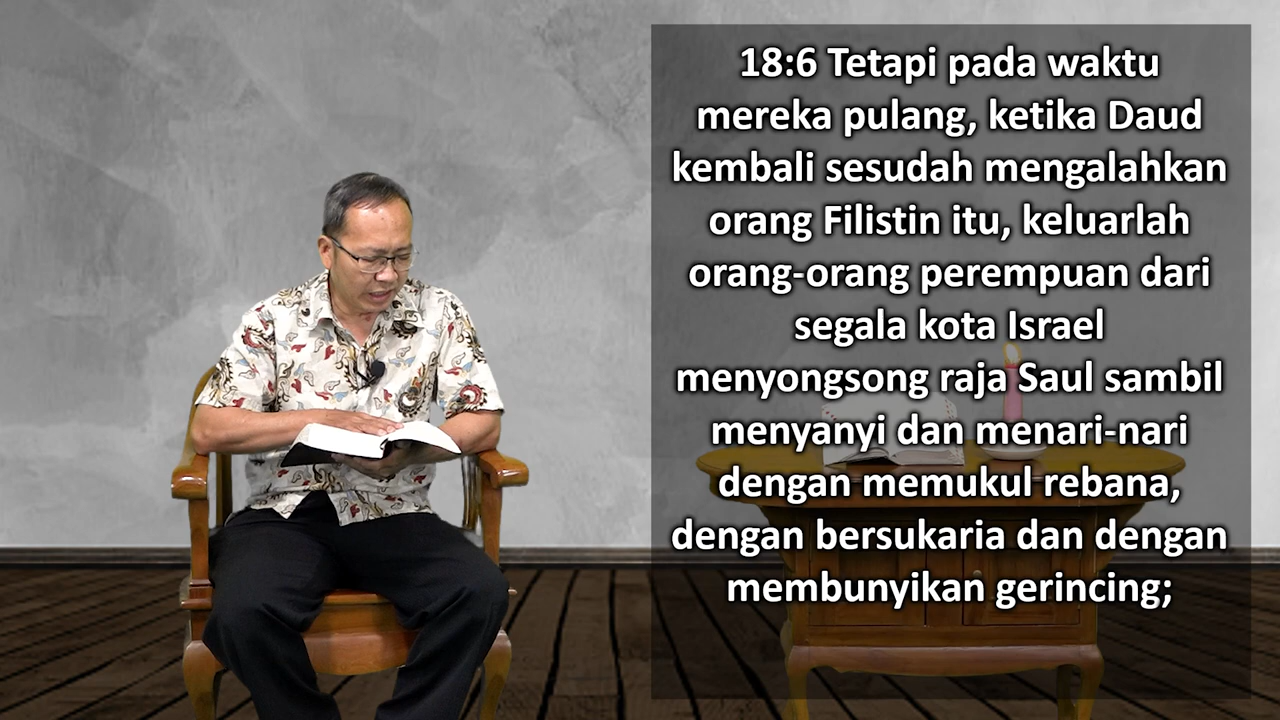 18:6 Tetapi pada waktu
mereka pulang, ketika Daud
kembali sesudah mengalahkan
orang Filistin itu, keluarlah
orang-orang perempuan dari
segala kota Israel
menyongsong raja Saul sambil
menyanyi dan menari-nari
dengan memukul rebana,
dengan bersukaria dan dengan
membunyikan gerincing;